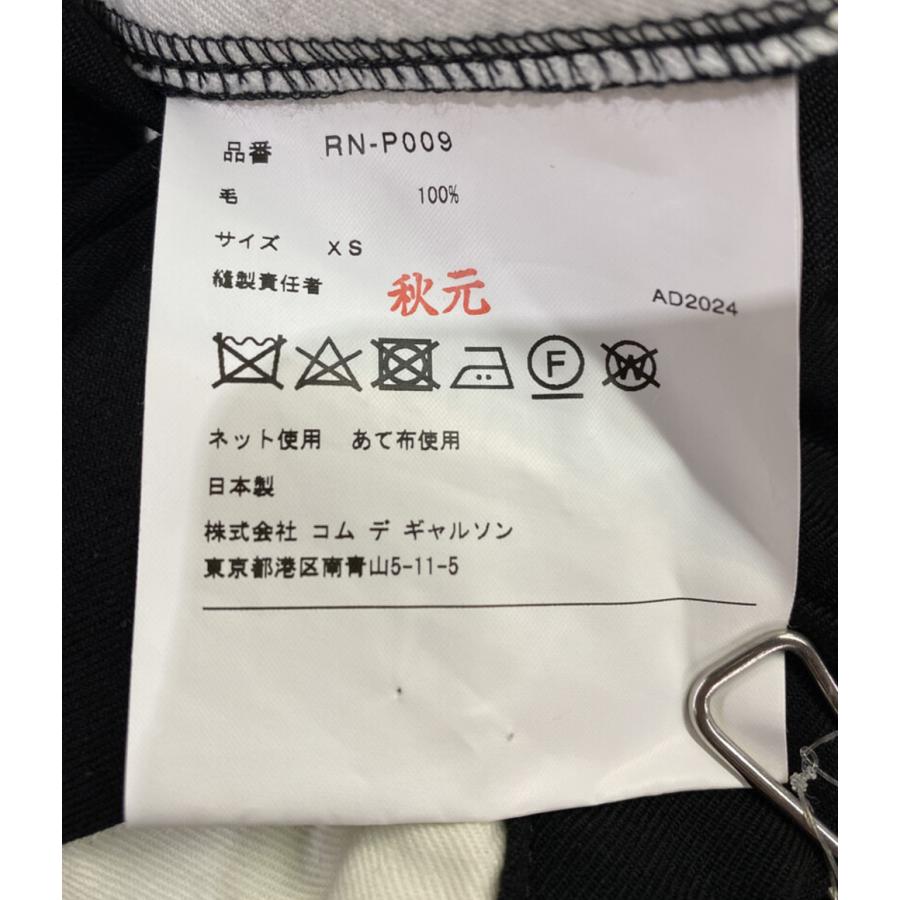 品番 RN-P009
毛 100%
サイズ XS
縫製責任者 秋元 AD2024
F W
ネット使用 あて布使用
日本製
株式会社 コム デ ギャルソン
東京都港区南青山5-11-5